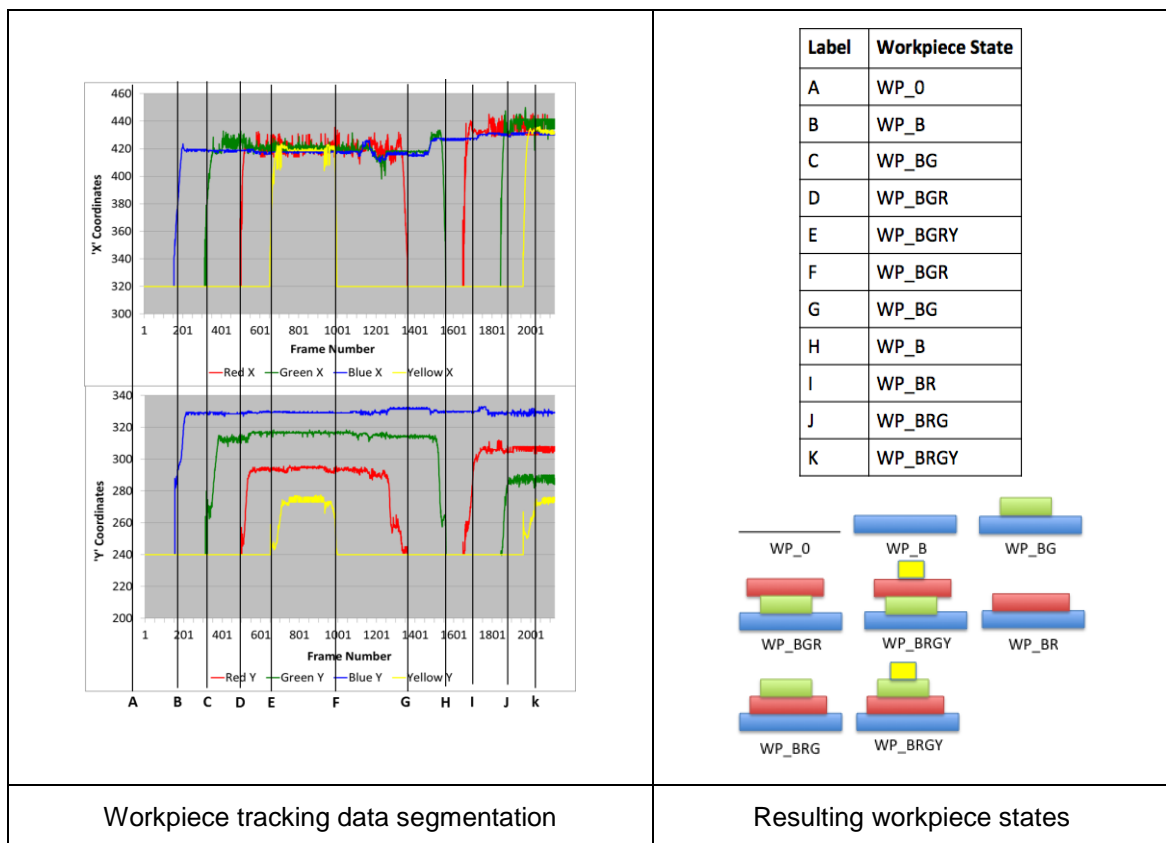 460
440
420
400
380
360
340
320
300
'X' Coordinates
1 201 401 601 801 1001 1201 1401 1601 1801 2001
Frame Number
Red X Green X Blue X Yellow X
340
320
300
280
260
240
220
200
'Y' Coordinates
1 201 401 601 801 1001 1201 1401 1601 1801 2001
Frame Number
Red Y Green Y Blue Y Yellow Y
A B C D E F G H I J k
Label Workpiece State
A WP_0
B WP_B
C WP_BG
D WP_BGR
E WP_BGRY
F WP_BGR
G WP_BG
H WP_B
I WP_BR
J WP_BRG
K WP_BRGY
WP_0 WP_B WP_BG
WP_BGR WP_BRGY WP_BR
WP_BRG WP_BRGY
Workpiece tracking data segmentation
Resulting workpiece states